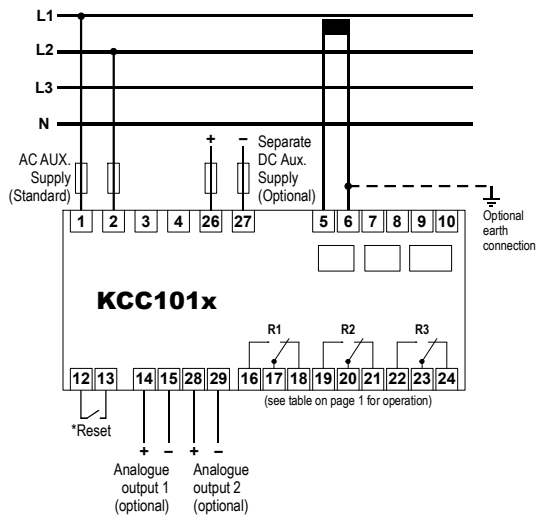 L1
L2
L3
N
AC AUX.
Supply
(Standard)
+ − Separate
DC Aux.
Supply
(Optional)
1 2 3 4 26 27 5 6 7 8 9 10
Optional
earth
connection
KCC101x
R1 R2 R3
12 13 14 15 28 29 16 17 18 19 20 21 22 23 24
(see table on page 1 for operation)
*Reset
+ − + −
Analogue
output 1
(optional)
Analogue
output 2
(optional)